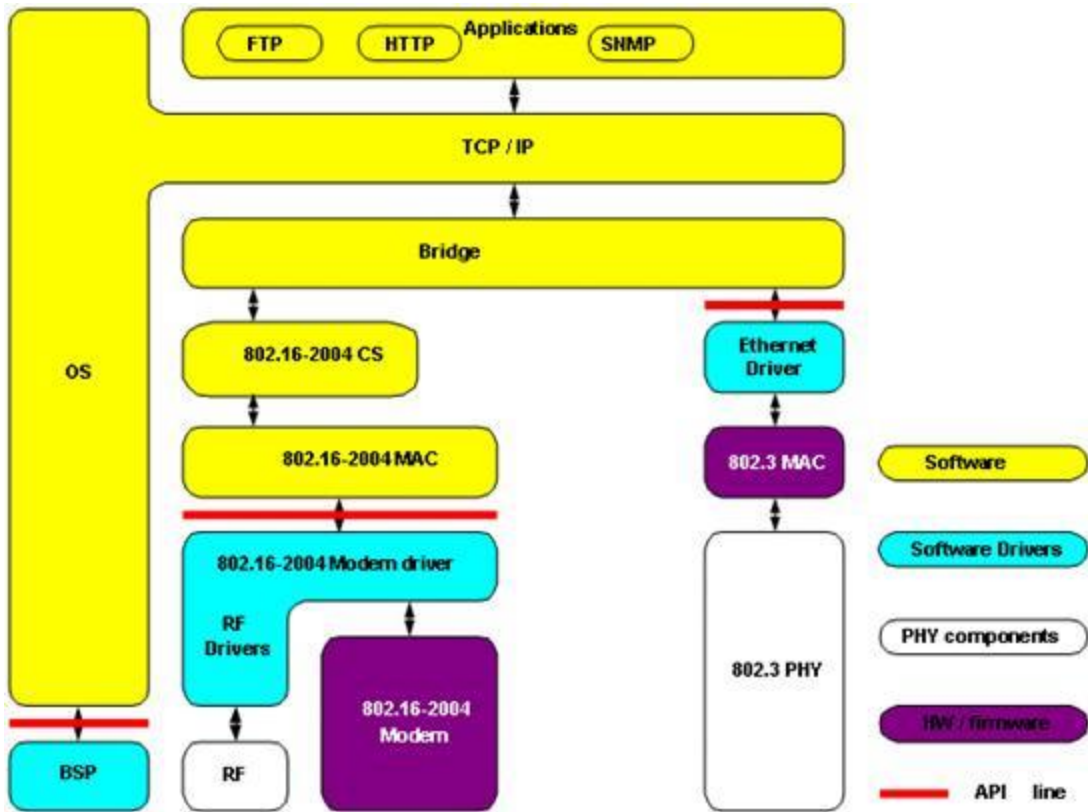 Applications
FTP HTTP SNMP
TCP / IP
Bridge
OS
802.16-2004 CS
Ethernet
Driver
802.16-2004 MAC
802.3 MAC
Software
802.16-2004 Modern driver
Software Drivers
RF
Drivers
PHY components
802.3 PHY
802.16-2004
Modern
HW / firmware
BSP
RF
API line